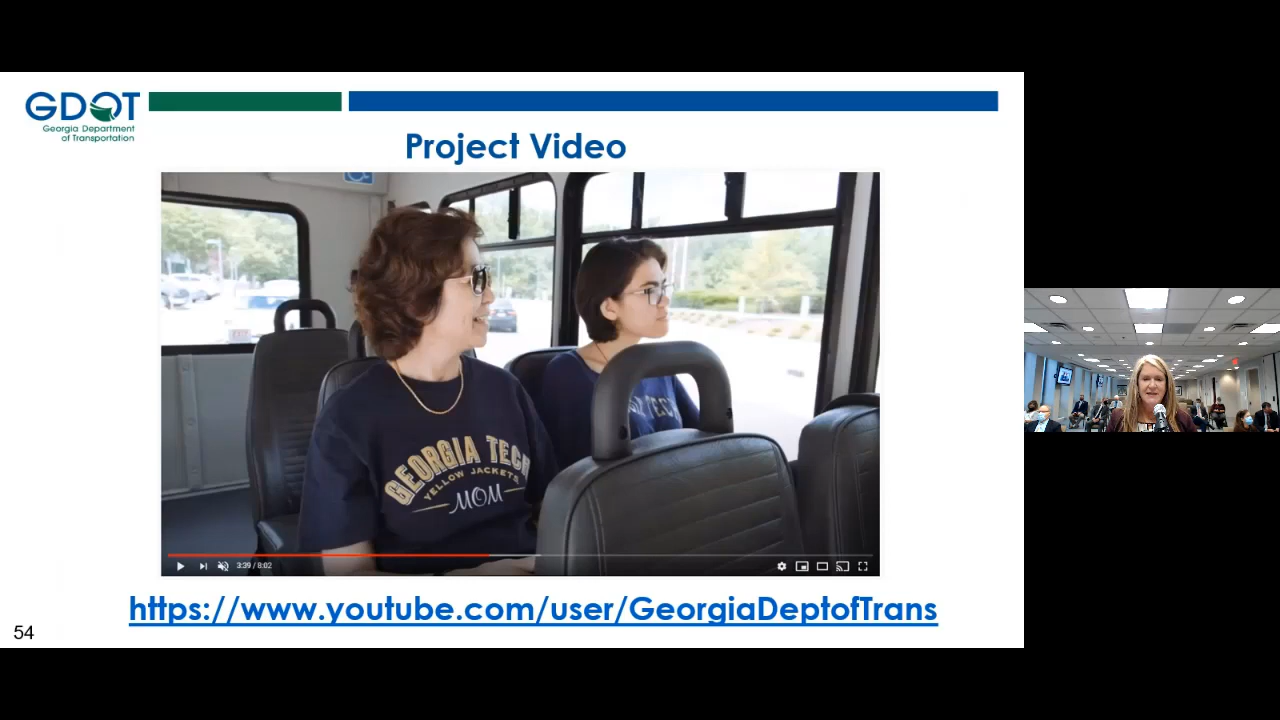 GDOT
Georgia Department
of Transportation
Project Video
GEORGIA TECH
YELLOW JACKETS
MOM
3:39 / 8:02
https://www.youtube.com/user/GeorgiaDeptofTrans
54